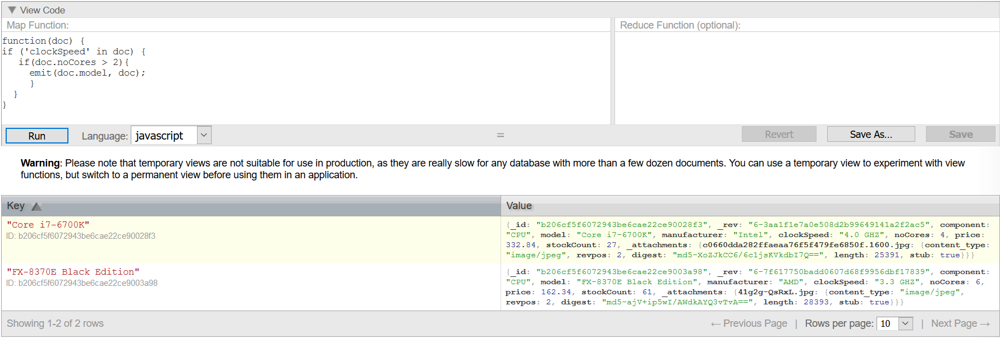 View Code
Map Function:
Reduce Function (optional):
function(doc) {
if ('clockSpeed' in doc) {
if(doc.noCores > 2){
emit(doc.model, doc);
}
}
}
Run
Language:
javascript
=
Revert
Save As...
Save
Warning: Please note that temporary views are not suitable for use in production, as they are really slow for any database with more than a few dozen documents. You can use a temporary view to experiment with view
functions, but switch to a permanent view before using them in an application.
Key
Value
"Core i7-6700K"
ID: b206cf5f6072943be6cae22ce90028f3
{_id: "b206cf5f6072943be6cae22ce90028f3", _rev: "6-3aa1f1e7a0e508d2b99649141a2f2ac5", component:
"CPU", model: "Core i7-6700K", manufacturer: "Intel", clockSpeed: "4.0 GHZ", noCores: 4, price:
332.84, stockCount: 27, _attachments: {c0660dda282ffaeaa76f5f479fe6850f.1600.jpg: {content_type:
"image/jpeg", revpos: 2, digest: "md5-XoZJkCC6/6c1jsKVkdbI7Q==", length: 25391, stub: true}}}
"FX-8370E Black Edition"
ID: b206cf5f6072943be6cae22ce9003a98
{_id: "b206cf5f6072943be6cae22ce9003a98", _rev: "6-7f617750badd0607d68f9956dbf17839", component:
"CPU", model: "FX-8370E Black Edition", manufacturer: "AMD", clockSpeed: "3.3 GHZ", noCores: 6,
price: 162.34, stockCount: 61, _attachments: {41g2g-QsRxL.jpg: {content_type: "image/jpeg",
revpos: 2, digest: "md5-ajV+ip5wI/AWdkAYQ3vTvA==", length: 28393, stub: true}}}
Showing 1-2 of 2 rows
← Previous Page | Rows per page: 10 | Next Page →